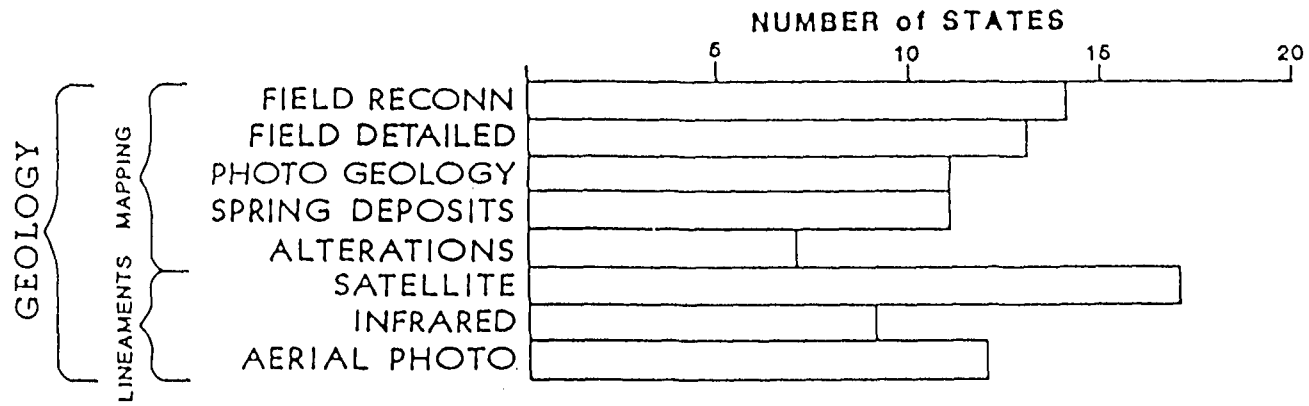 NUMBER of STATES
5 10 15 20
GEOLOGY
MAPPING
FIELD RECONN
FIELD DETAILED
PHOTO GEOLOGY
SPRING DEPOSITS
ALTERATIONS
LINEAMENTS
SATELLITE
INFRARED
AERIAL PHOTO